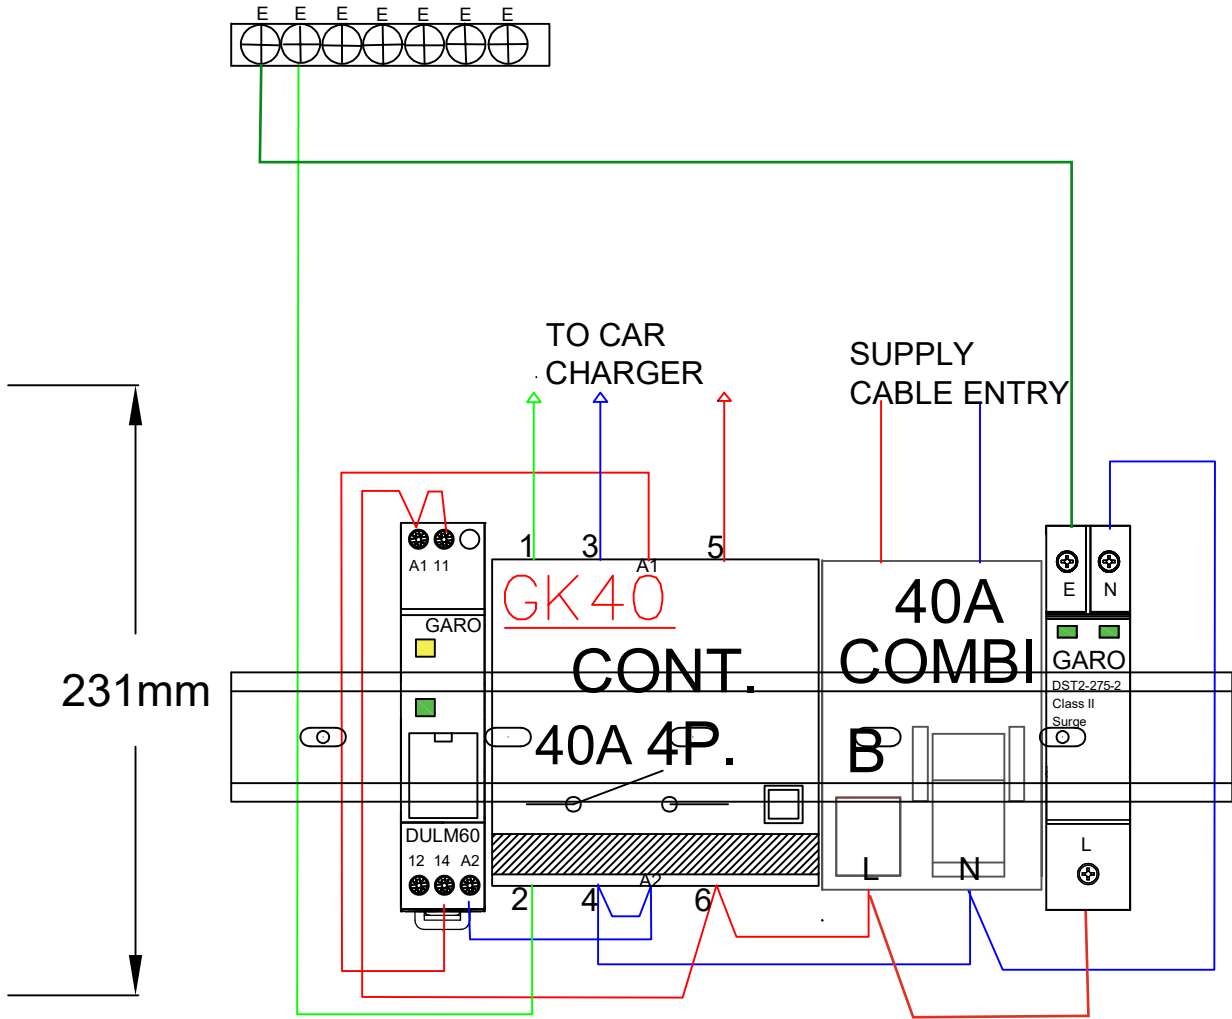 E E E E E E E
TO CAR
CHARGER
SUPPLY
CABLE ENTRY
1 3 A1 5
A1 11
E N
GK40
40A
COMBI
GARO
GARO
DST2-275-2
Class II
Surge
CONT.
231mm
40A 4P.
B
DULM60
12 14 A2
L N
L
2 4 A2 6